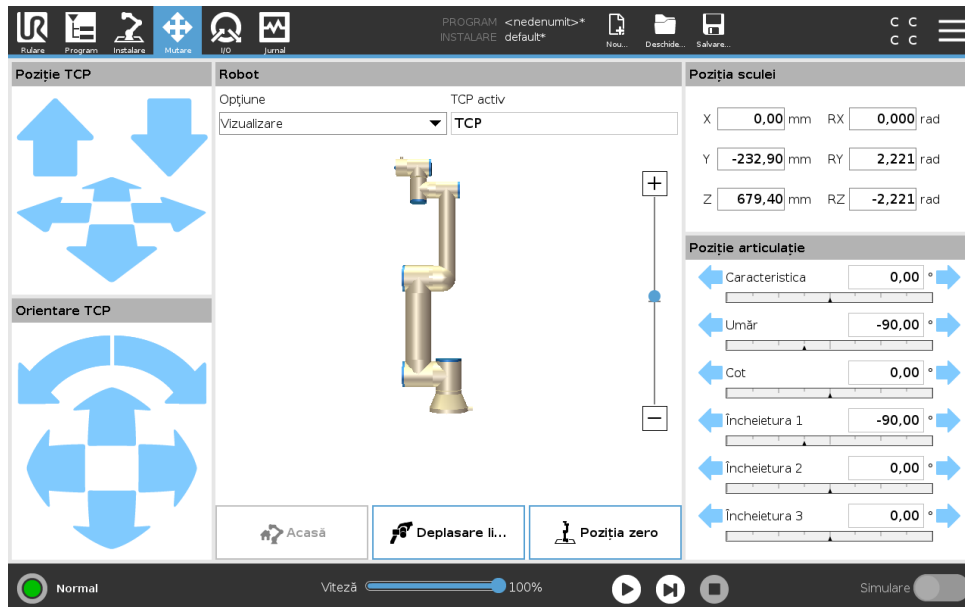 PROGRAM <nedenumit>*
INSTALARE default*
Rulare Program Instalare Mutare I/O Jurnal Nou... Deschide... Salvare...
C C
C C
Poziție TCP
Robot
Opțiune TCP activ
Vizualizare TCP
+
−
Acasă Deplasare li... Poziția zero
Poziția sculei
X 0,00 mm RX 0,000 rad
Y -232,90 mm RY 2,221 rad
Z 679,40 mm RZ -2,221 rad
Orientare TCP
Poziție articulație
Caracteristica 0,00 °
Umăr -90,00 °
Cot 0,00 °
Încheietura 1 -90,00 °
Încheietura 2 0,00 °
Încheietura 3 0,00 °
Normal Viteză 100% Simulare